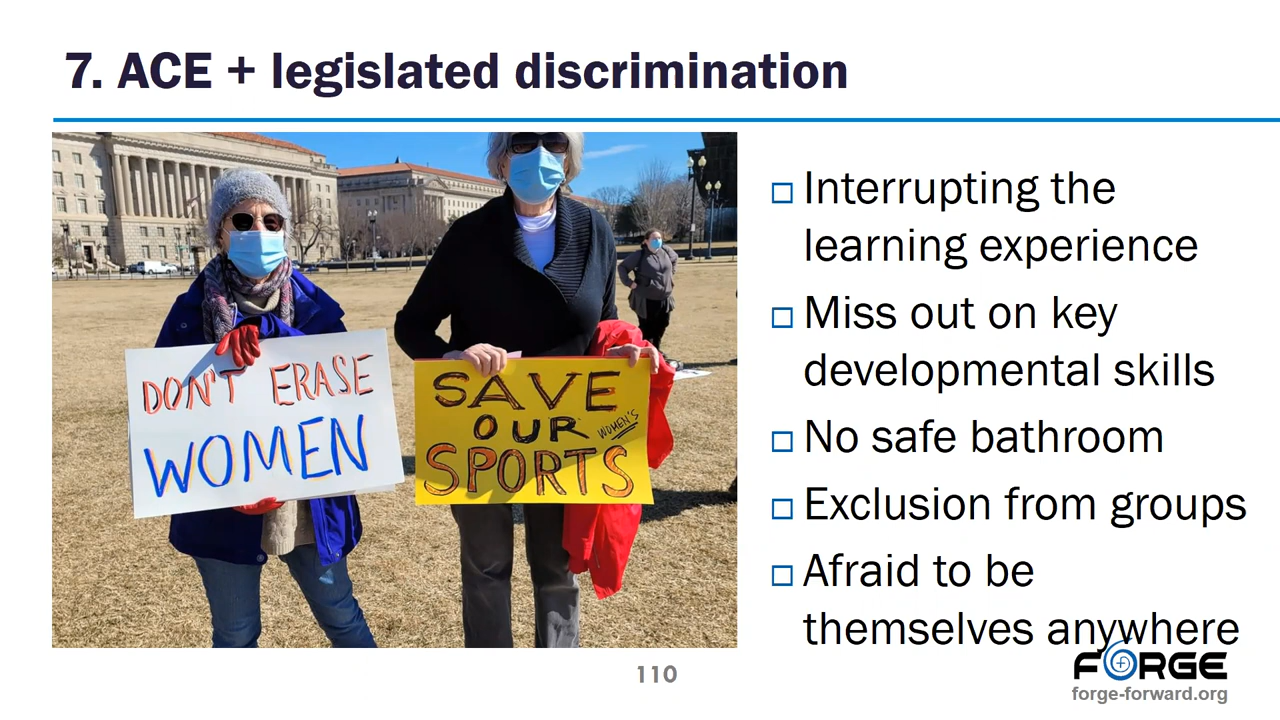 7. ACE + legislated discrimination
DON'T ERASE
WOMEN
SAVE
OUR WOMEN'S
SPORTS
Interrupting the
learning experience
Miss out on key
developmental skills
No safe bathroom
Exclusion from groups
Afraid to be
themselves anywhere
110
FORGE
forge-forward.org